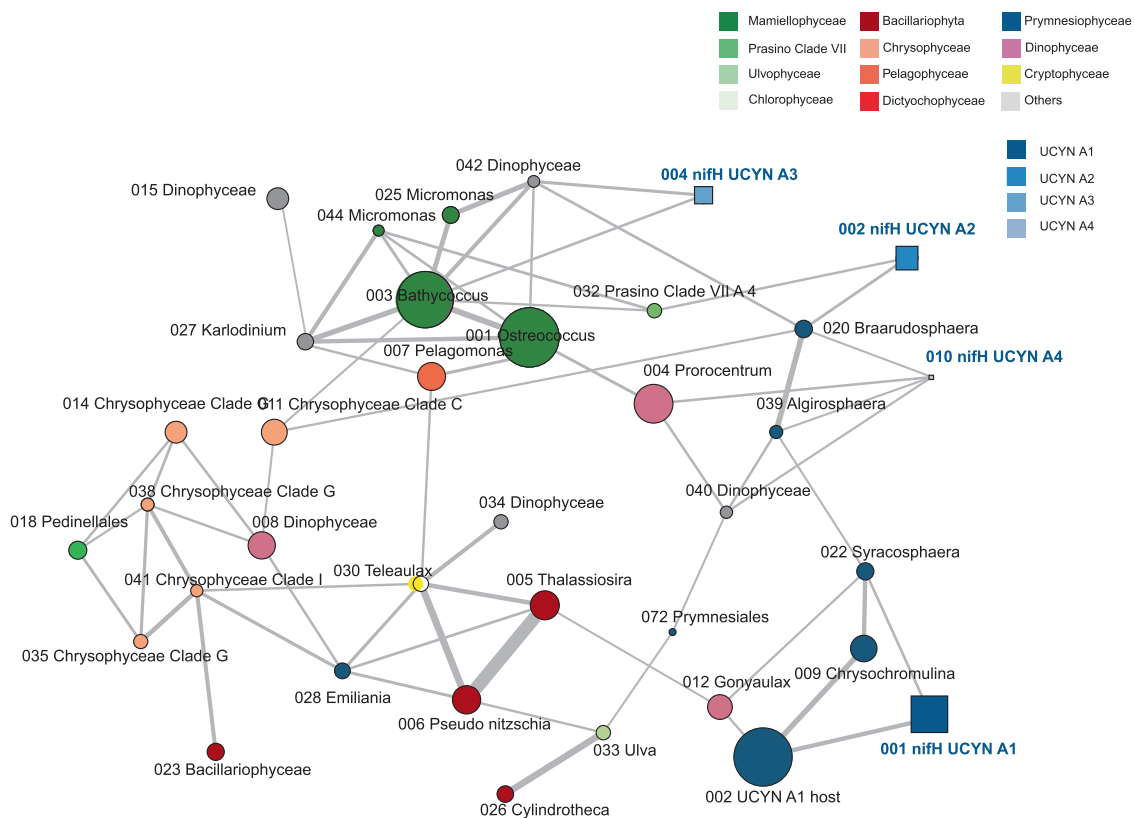 Mamiellophyceae Bacillariophyta Prymnesiophyceae
Prasino Clade VII Chrysophyceae Dinophyceae
Ulvophyceae Pelagophyceae Cryptophyceae
Chlorophyceae Dictyochophyceae Others
UCYN A1
UCYN A2
UCYN A3
UCYN A4
042 Dinophyceae
004 nifH UCYN A3
015 Dinophyceae
025 Micromonas
044 Micromonas
002 nifH UCYN A2
003 Bathycoccus
032 Prasino Clade VII A 4
027 Karlodinium
001 Ostreococcus
020 Braarudosphaera
007 Pelagomonas
010 nifH UCYN A4
004 Prorocentrum
014 Chrysophyceae Clade G
011 Chrysophyceae Clade C
039 Algirosphaera
038 Chrysophyceae Clade G
040 Dinophyceae
034 Dinophyceae
018 Pedinellales
008 Dinophyceae
022 Syracosphaera
030 Teleaulax
041 Chrysophyceae Clade I
005 Thalassiosira
072 Prymnesiales
035 Chrysophyceae Clade G
009 Chrysochromulina
012 Gonyaulax
028 Emiliania
006 Pseudo nitzschia
033 Ulva
001 nifH UCYN A1
023 Bacillariophyceae
002 UCYN A1 host
026 Cylindrotheca